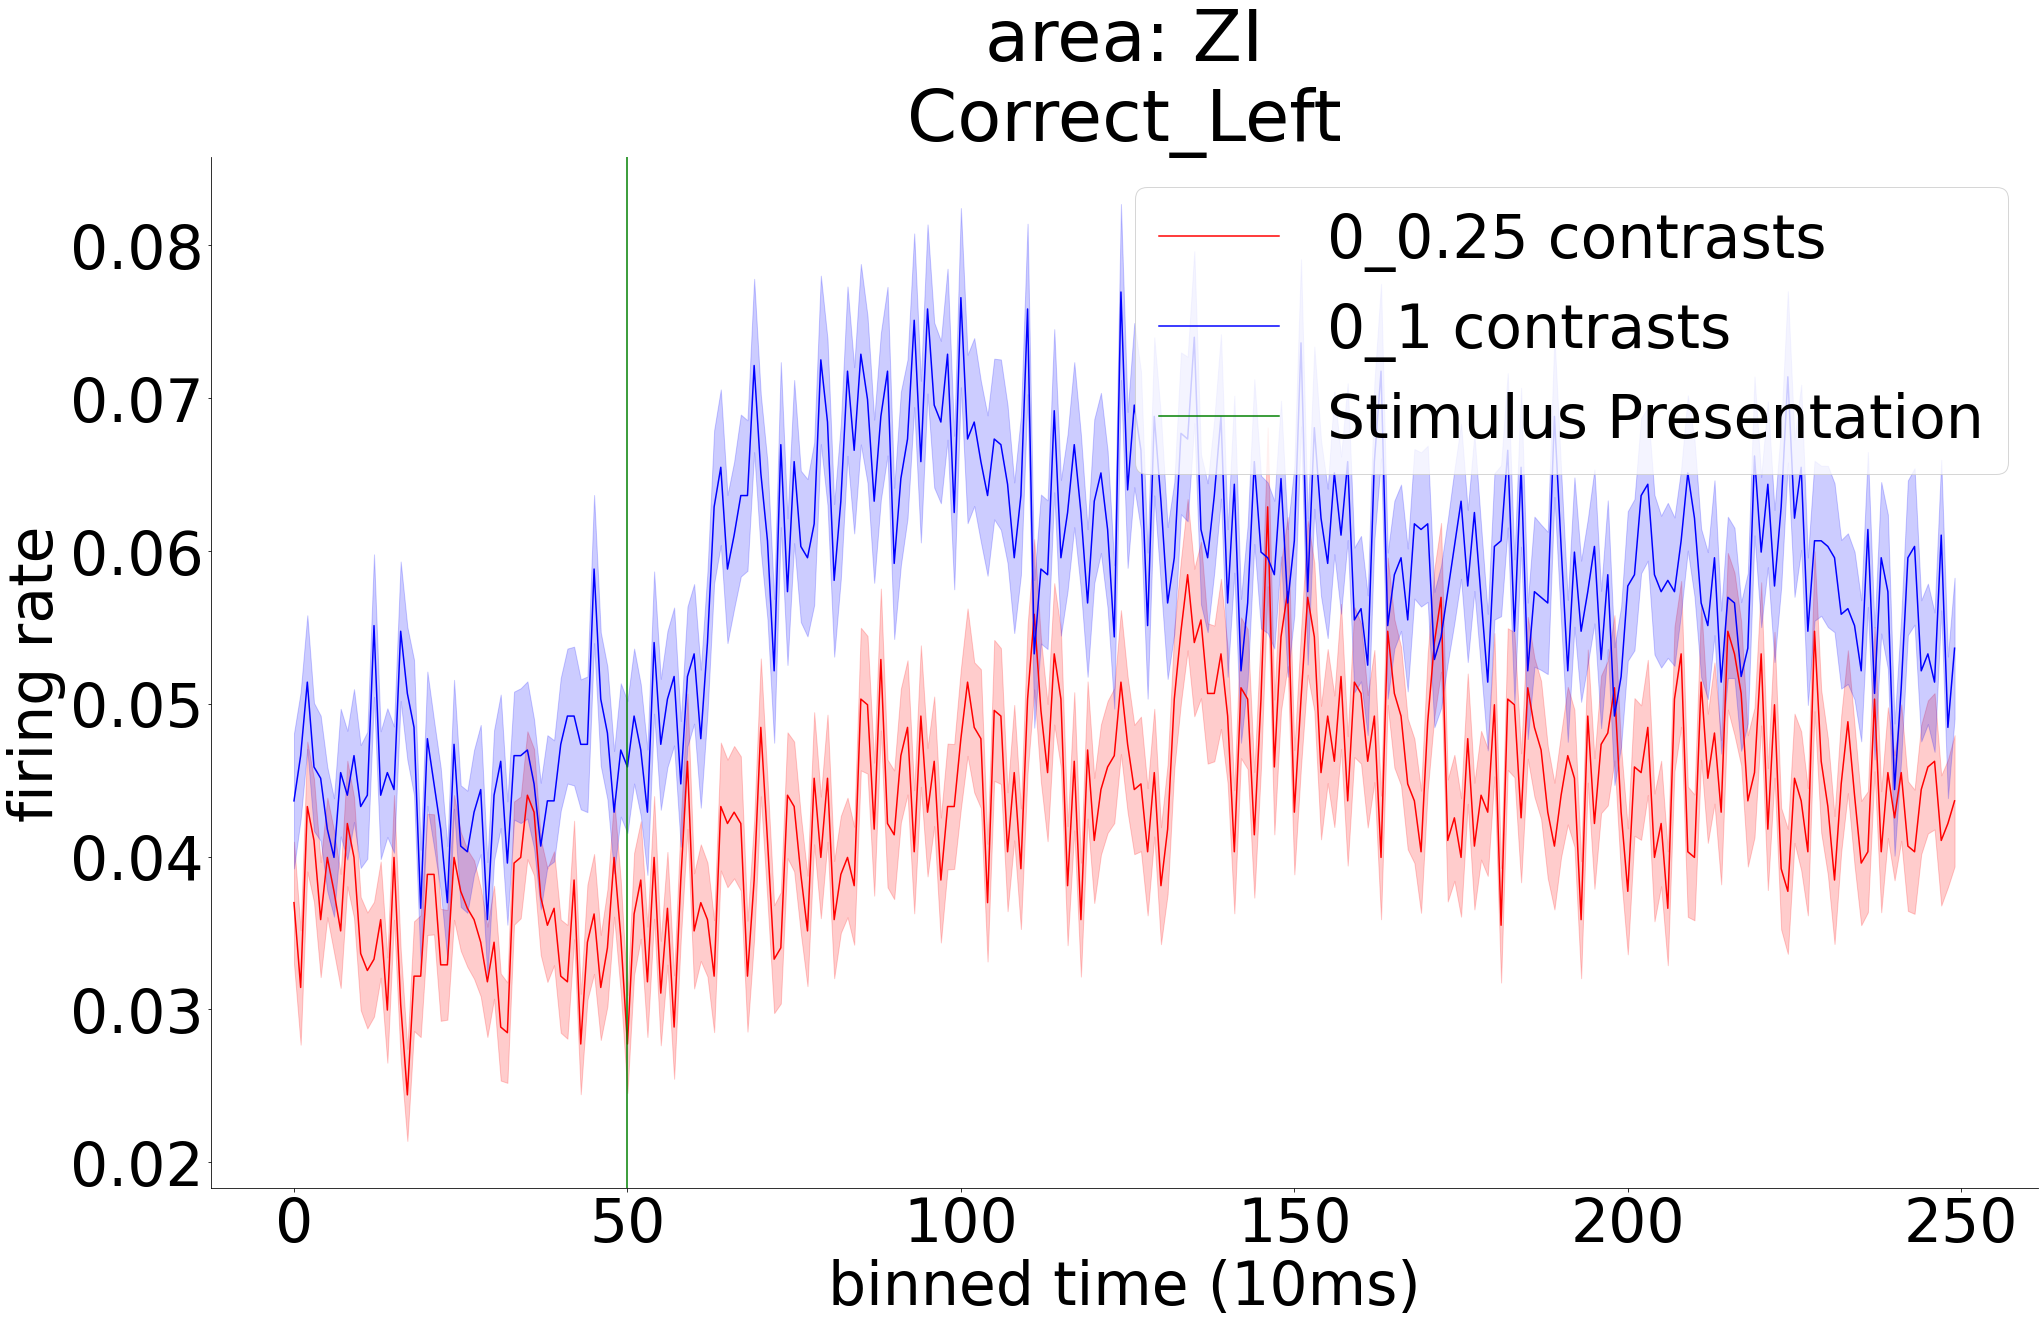 area: ZI
Correct_Left
0_0.25 contrasts
0_1 contrasts
Stimulus Presentation
firing rate
0.08
0.07
0.06
0.05
0.04
0.03
0.02
0 50 100 150 200 250
binned time (10ms)